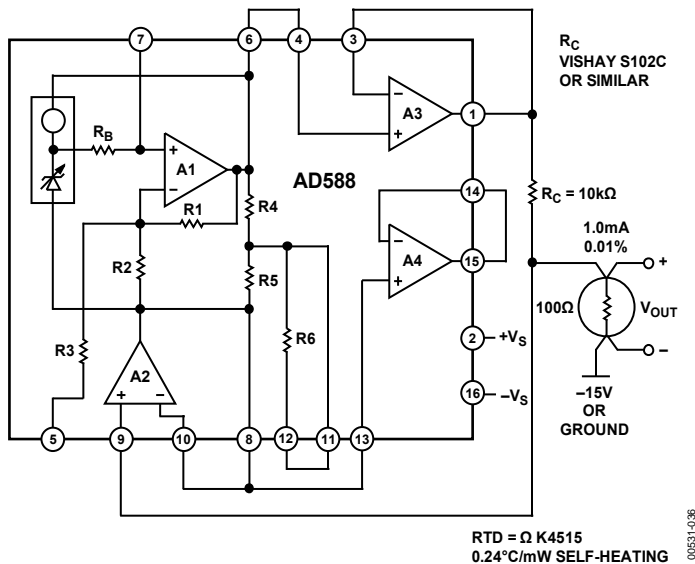 7
6
4
3
R_C
VISHAY S102C
OR SIMILAR
R_B
+
A1
−
−
A3
+
1
AD588
R1
R4
14
R_C = 10kΩ
R2
R5
−
A4
+
15
1.0mA
0.01%
+
100Ω
V_OUT
−
R3
R6
2
+V_S
A2
+
−
16
−V_S
−15V
OR
GROUND
5
9
10
8
12
11
13
RTD = Ω K4515
0.24°C/mW SELF-HEATING
00531-036